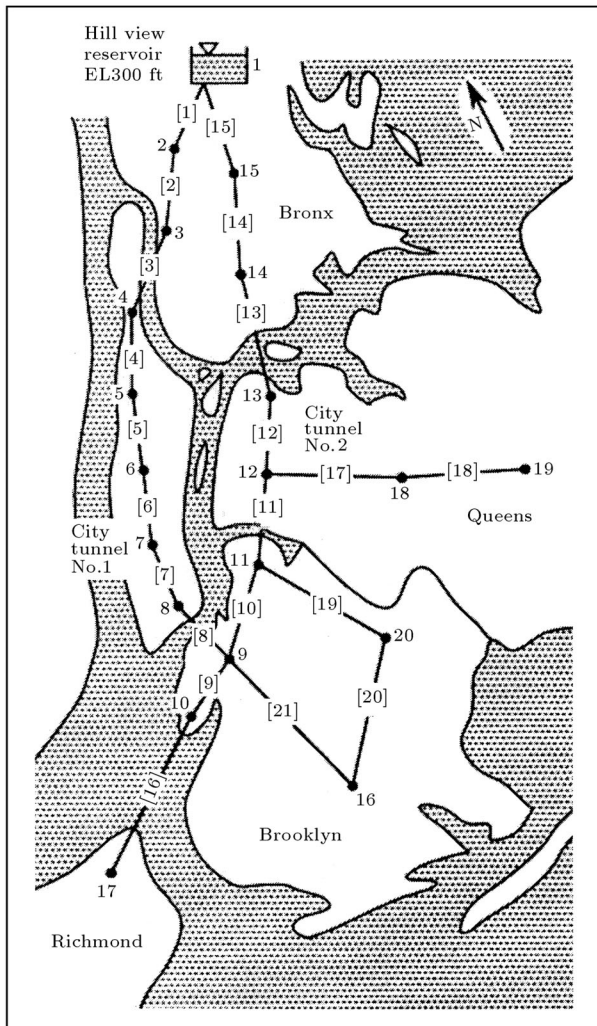 Hill view
reservoir
EL300 ft
1
[1]
[15]
2
15
[2]
Bronx
[14]
3
[3]
14
4
[13]
[4]
5
13
City
tunnel
No.2
[5]
[12]
6
12
[17]
[18]
19
18
[6]
[11]
Queens
City
tunnel
No.1
7
11
[7]
8
[10]
[19]
20
[8]
9
[9]
10
[20]
[21]
[16]
16
Brooklyn
17
Richmond
N